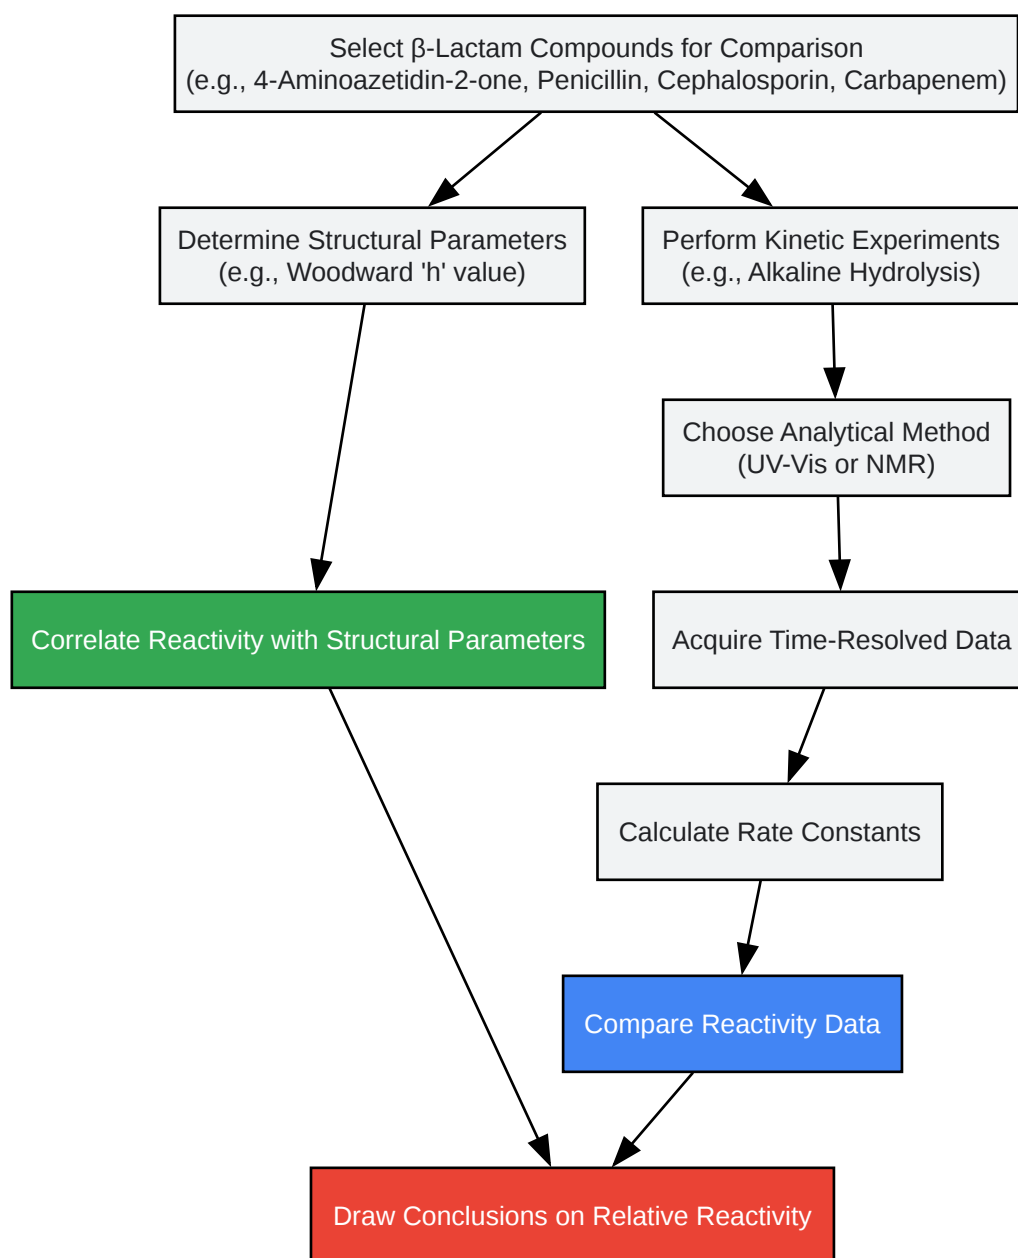 Select β-Lactam Compounds for Comparison
(e.g., 4-Aminoazetidin-2-one, Penicillin, Cephalosporin, Carbapenem)
Determine Structural Parameters
(e.g., Woodward 'h' value)
Perform Kinetic Experiments
(e.g., Alkaline Hydrolysis)
Choose Analytical Method
(UV-Vis or NMR)
Correlate Reactivity with Structural Parameters
Acquire Time-Resolved Data
Calculate Rate Constants
Compare Reactivity Data
Draw Conclusions on Relative Reactivity